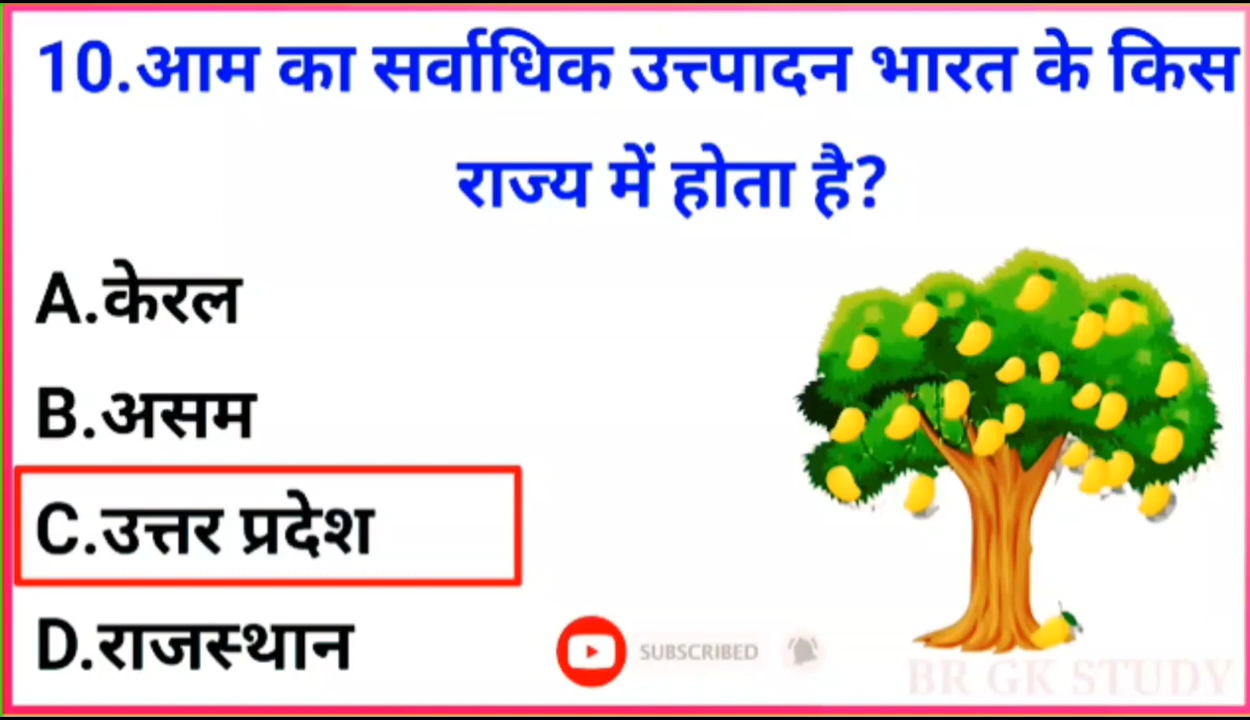 10.आम का सर्वाधिक उत्त्पादन भारत के किस
राज्य में होता है?
A.केरल
B.असम
C.उत्तर प्रदेश
D.राजस्थान
SUBSCRIBED
BR GK STUDY